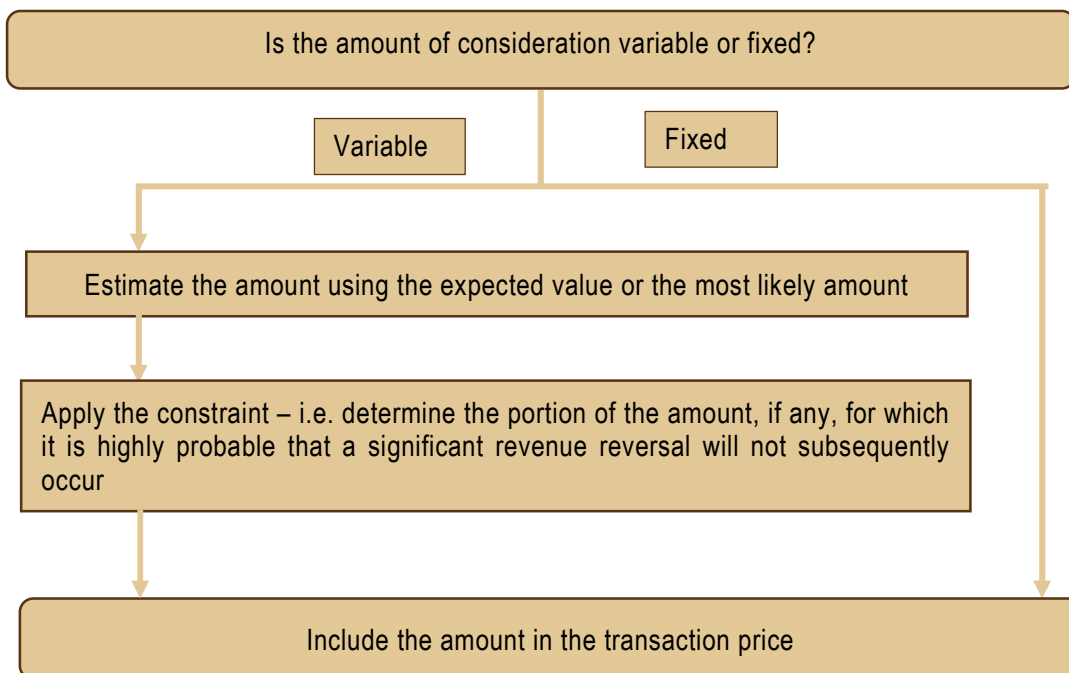 Is the amount of consideration variable or fixed?
Variable
Fixed
Estimate the amount using the expected value or the most likely amount
Apply the constraint – i.e. determine the portion of the amount, if any, for which
it is highly probable that a significant revenue reversal will not subsequently
occur
Include the amount in the transaction price